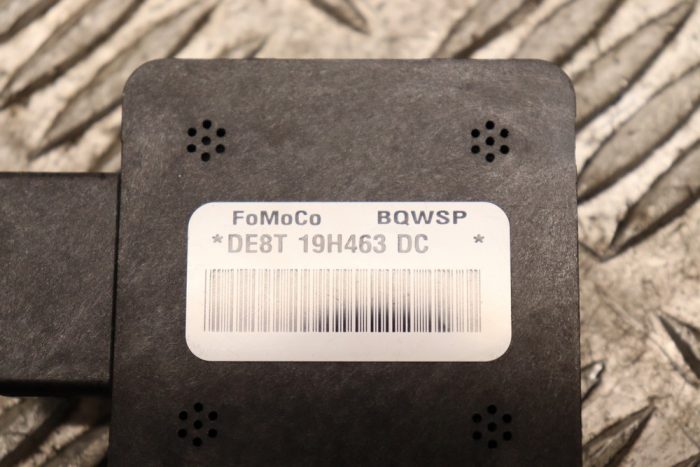 FoMoCo BQWSP
*DE8T 19H463 DC *